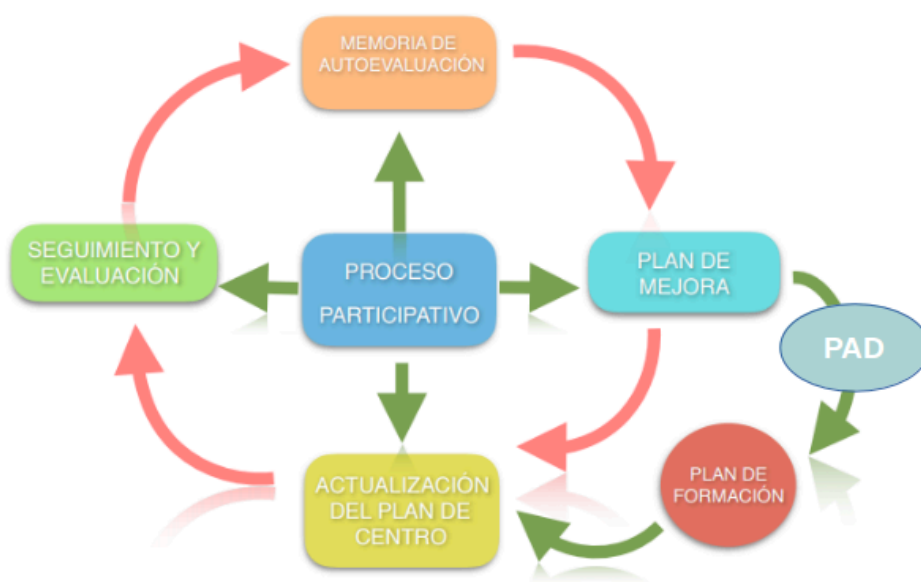 MEMORIA DE
AUTOEVALUACIÓN
SEGUIMIENTO Y
EVALUACIÓN
PROCESO
PARTICIPATIVO
PLAN DE
MEJORA
PAD
PLAN DE
FORMACIÓN
ACTUALIZACIÓN
DEL PLAN DE
CENTRO